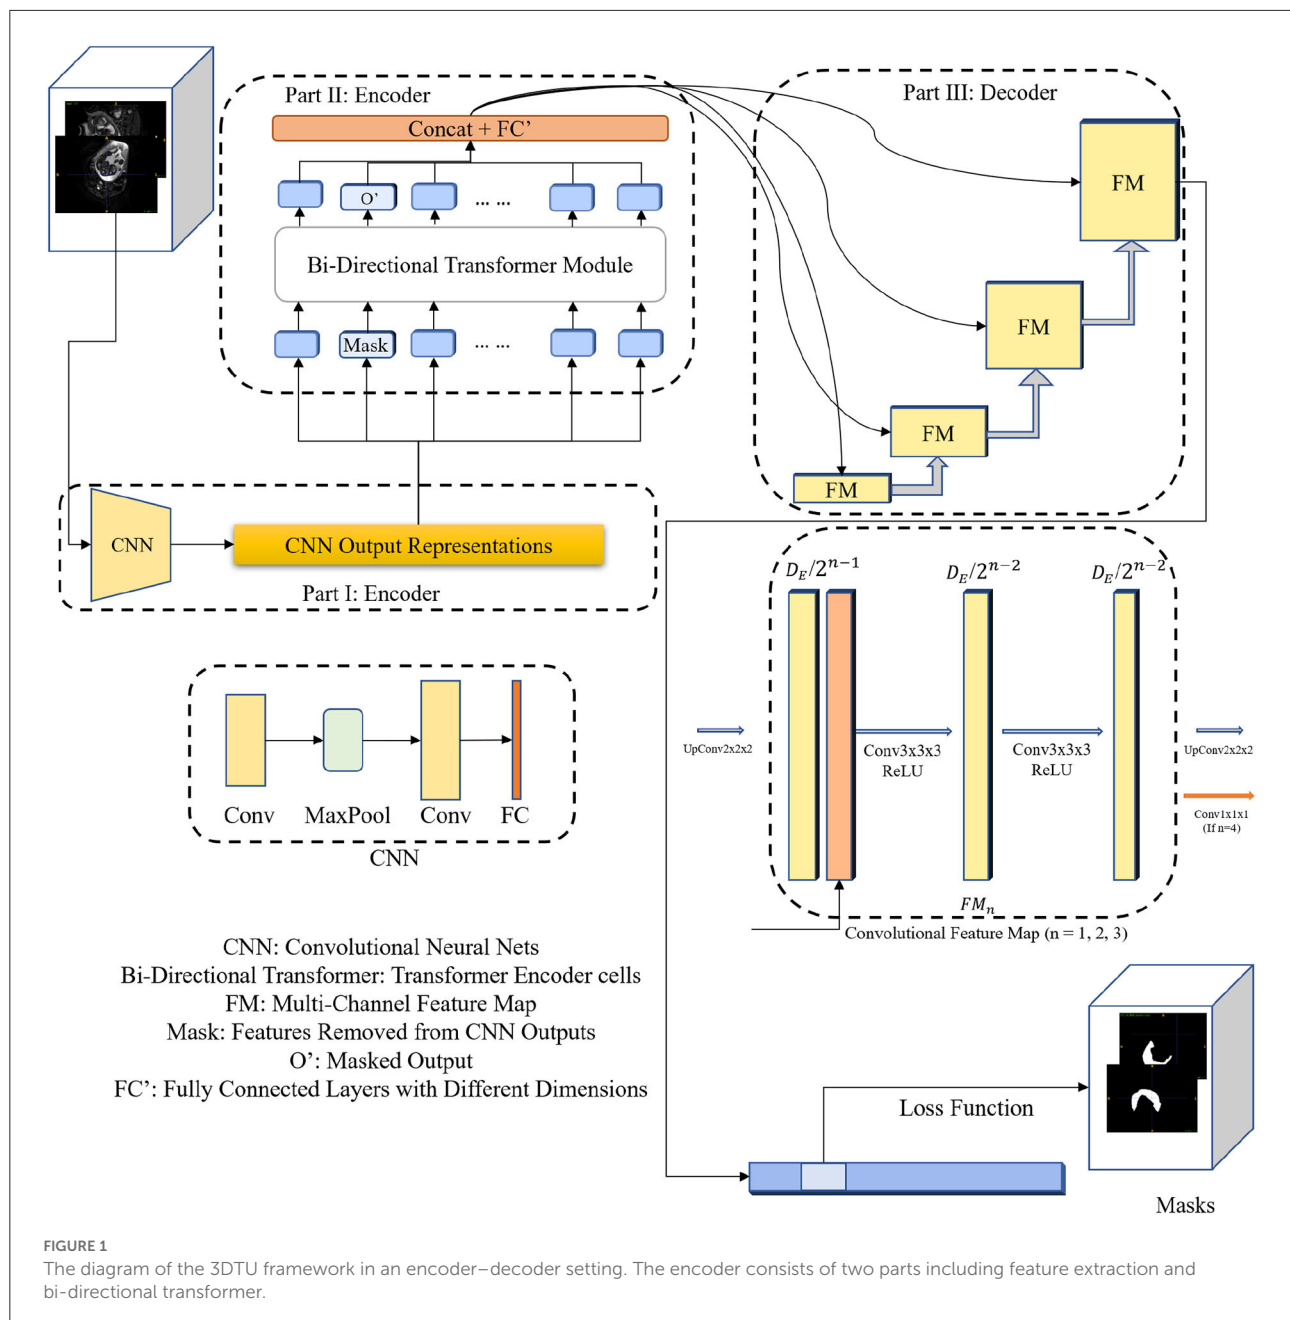 Part II: Encoder
Concat + FC’
O’
... ...
Bi-Directional Transformer Module
Mask
... ...
Part III: Decoder
FM
FM
FM
FM
CNN
CNN Output Representations
Part I: Encoder
Conv
MaxPool
Conv
FC
CNN
D_E/2^{n−1}
D_E/2^{n−2}
D_E/2^{n−2}
UpConv2x2x2
Conv3x3x3
ReLU
Conv3x3x3
ReLU
UpConv2x2x2
Conv1x1x1
(If n=4)
FM_n
Convolutional Feature Map (n = 1, 2, 3)
CNN: Convolutional Neural Nets
Bi-Directional Transformer: Transformer Encoder cells
FM: Multi-Channel Feature Map
Mask: Features Removed from CNN Outputs
O’: Masked Output
FC’: Fully Connected Layers with Different Dimensions
Loss Function
Masks
FIGURE 1
The diagram of the 3DTU framework in an encoder–decoder setting. The encoder consists of two parts including feature extraction and
bi-directional transformer.